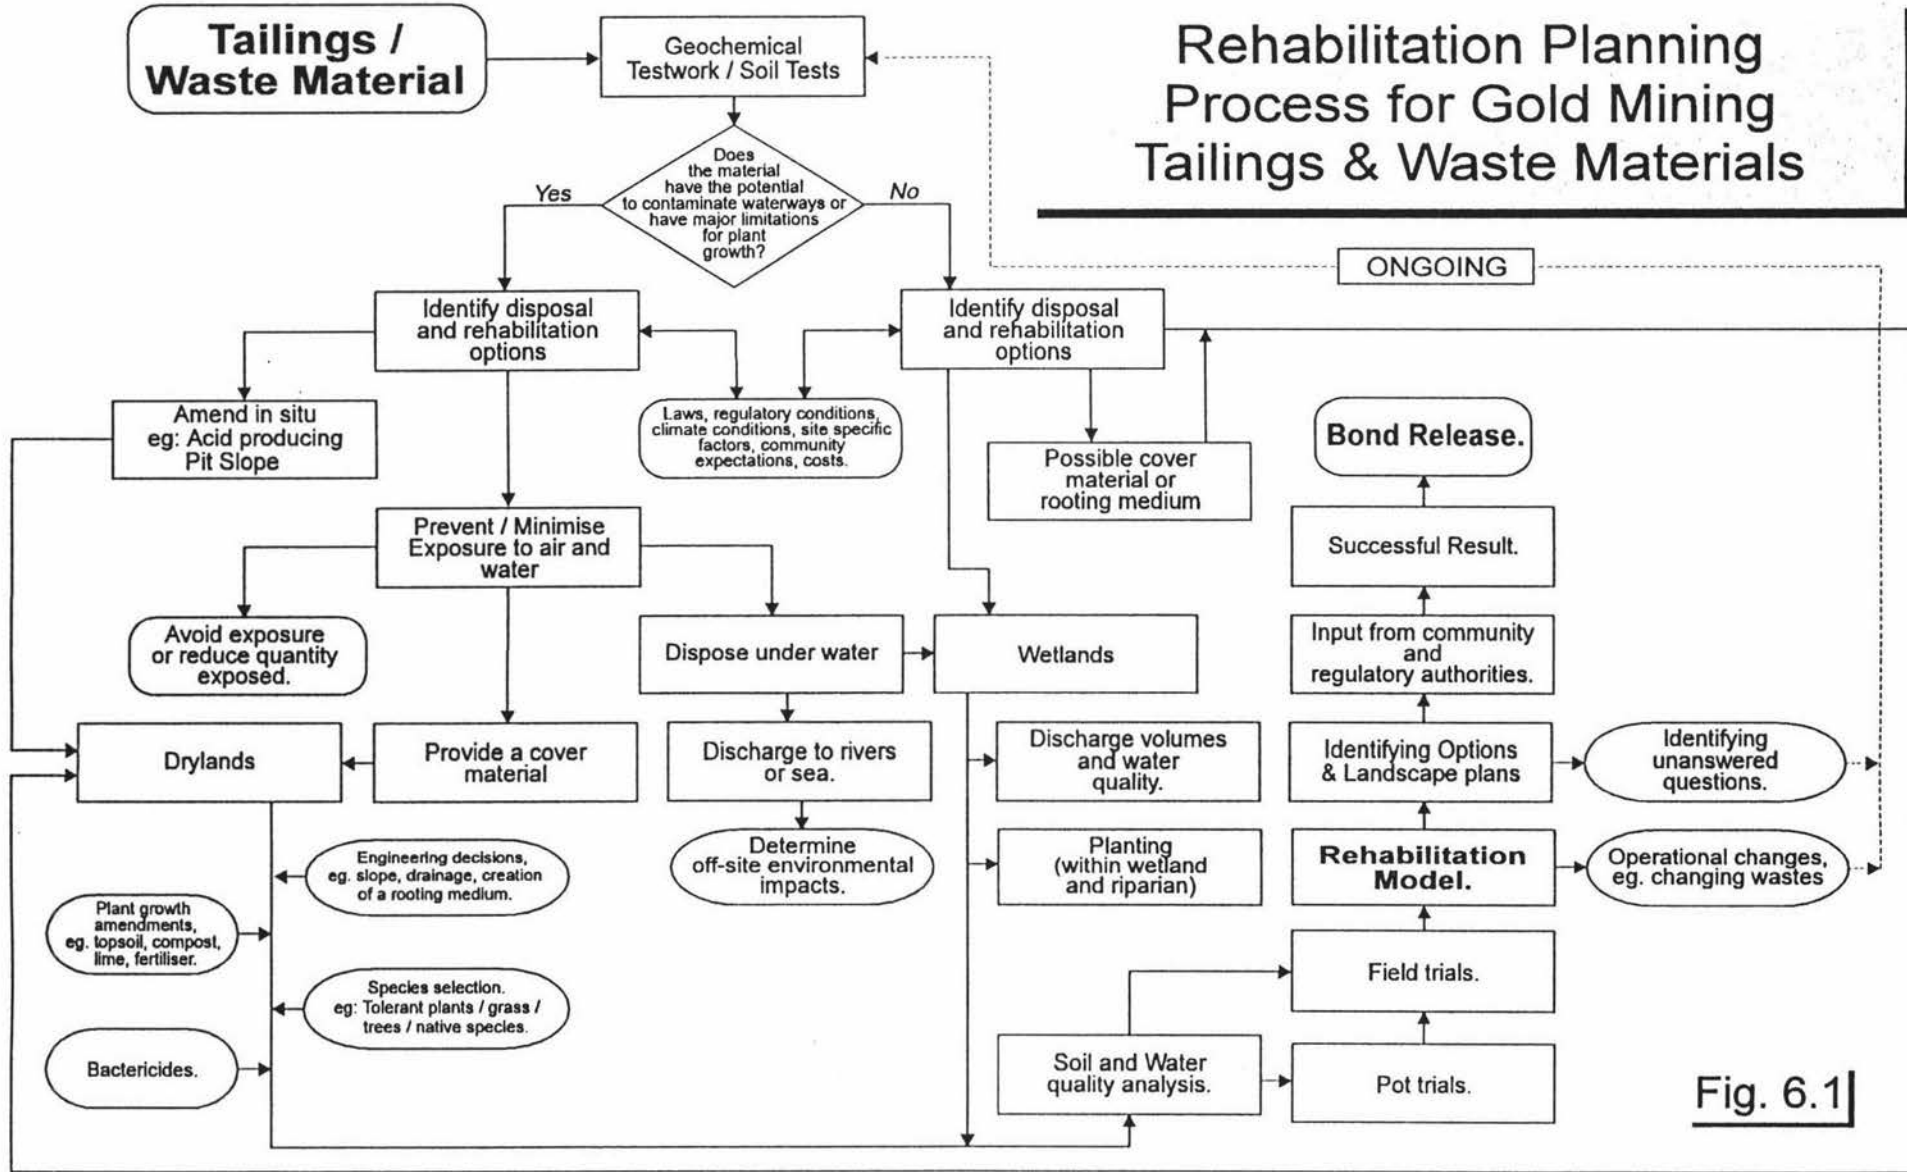 Rehabilitation Planning
Process for Gold Mining
Tailings & Waste Materials
Tailings /
Waste Material
Geochemical
Testwork / Soil Tests
Does
the material
have the potential
to contaminate waterways or
have major limitations
for plant
growth?
Yes
No
ONGOING
Identify disposal
and rehabilitation
options
Identify disposal
and rehabilitation
options
Amend in situ
eg: Acid producing
Pit Slope
Laws, regulatory conditions,
climate conditions, site specific
factors, community
expectations, costs.
Possible cover
material or
rooting medium
Bond Release.
Prevent / Minimise
Exposure to air and
water
Successful Result.
Avoid exposure
or reduce quantity
exposed.
Dispose under water
Wetlands
Input from community
and
regulatory authorities.
Drylands
Provide a cover
material
Discharge to rivers
or sea.
Discharge volumes
and water
quality.
Identifying Options
& Landscape plans
Identifying
unanswered
questions.
Engineering decisions,
eg. slope, drainage, creation
of a rooting medium.
Determine
off-site environmental
impacts.
Planting
(within wetland
and riparian)
Rehabilitation
Model.
Operational changes,
eg. changing wastes
Plant growth
amendments,
eg. topsoil, compost,
lime, fertiliser.
Species selection.
eg: Tolerant plants / grass /
trees / native species.
Field trials.
Bactericides.
Soil and Water
quality analysis.
Pot trials.
Fig. 6.1